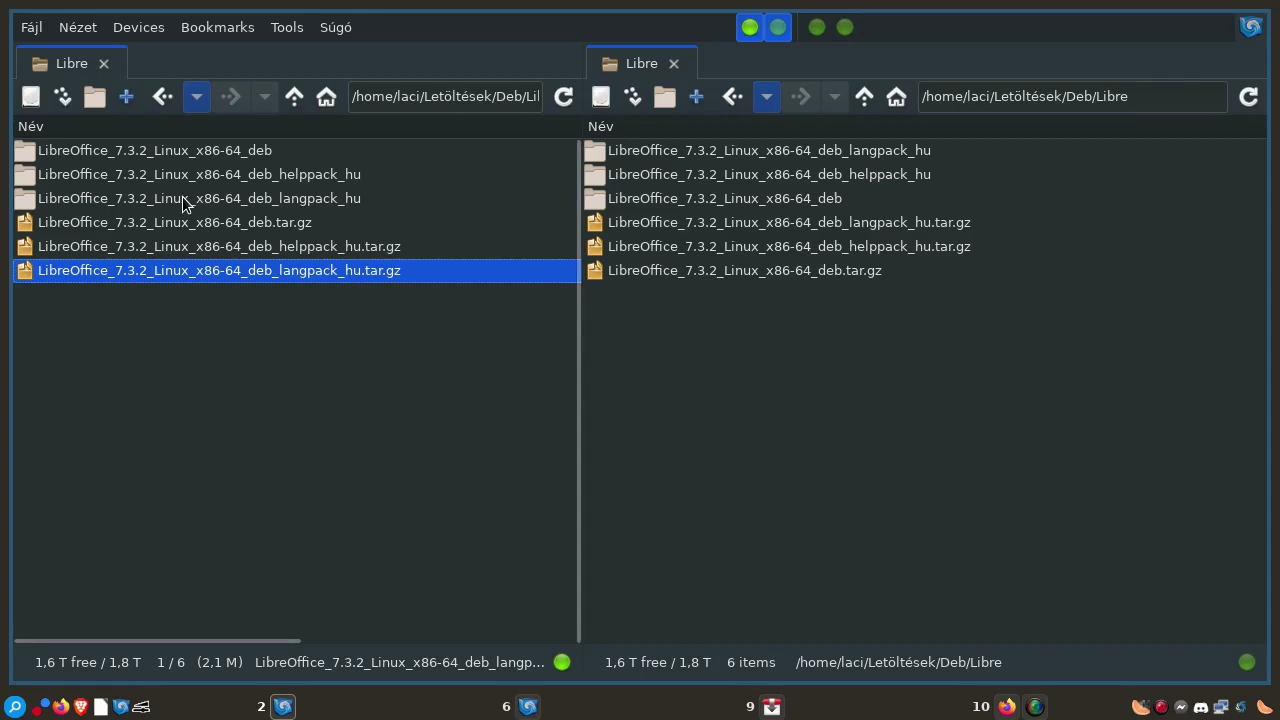 Fájl Nézet Devices Bookmarks Tools Súgó
Libre Libre
/home/laci/Letöltések/Deb/Lil /home/laci/Letöltések/Deb/Libre
Név Név
LibreOffice_7.3.2_Linux_x86-64_deb LibreOffice_7.3.2_Linux_x86-64_deb_langpack_hu
LibreOffice_7.3.2_Linux_x86-64_deb_helppack_hu LibreOffice_7.3.2_Linux_x86-64_deb_helppack_hu
LibreOffice_7.3.2_Linux_x86-64_deb_langpack_hu LibreOffice_7.3.2_Linux_x86-64_deb
LibreOffice_7.3.2_Linux_x86-64_deb.tar.gz LibreOffice_7.3.2_Linux_x86-64_deb_langpack_hu.tar.gz
LibreOffice_7.3.2_Linux_x86-64_deb_helppack_hu.tar.gz LibreOffice_7.3.2_Linux_x86-64_deb_helppack_hu.tar.gz
LibreOffice_7.3.2_Linux_x86-64_deb_langpack_hu.tar.gz LibreOffice_7.3.2_Linux_x86-64_deb.tar.gz
1,6 T free / 1,8 T 1 / 6 (2,1 M) LibreOffice_7.3.2_Linux_x86-64_deb_langp... 1,6 T free / 1,8 T 6 items /home/laci/Letöltések/Deb/Libre
2 6 9 10